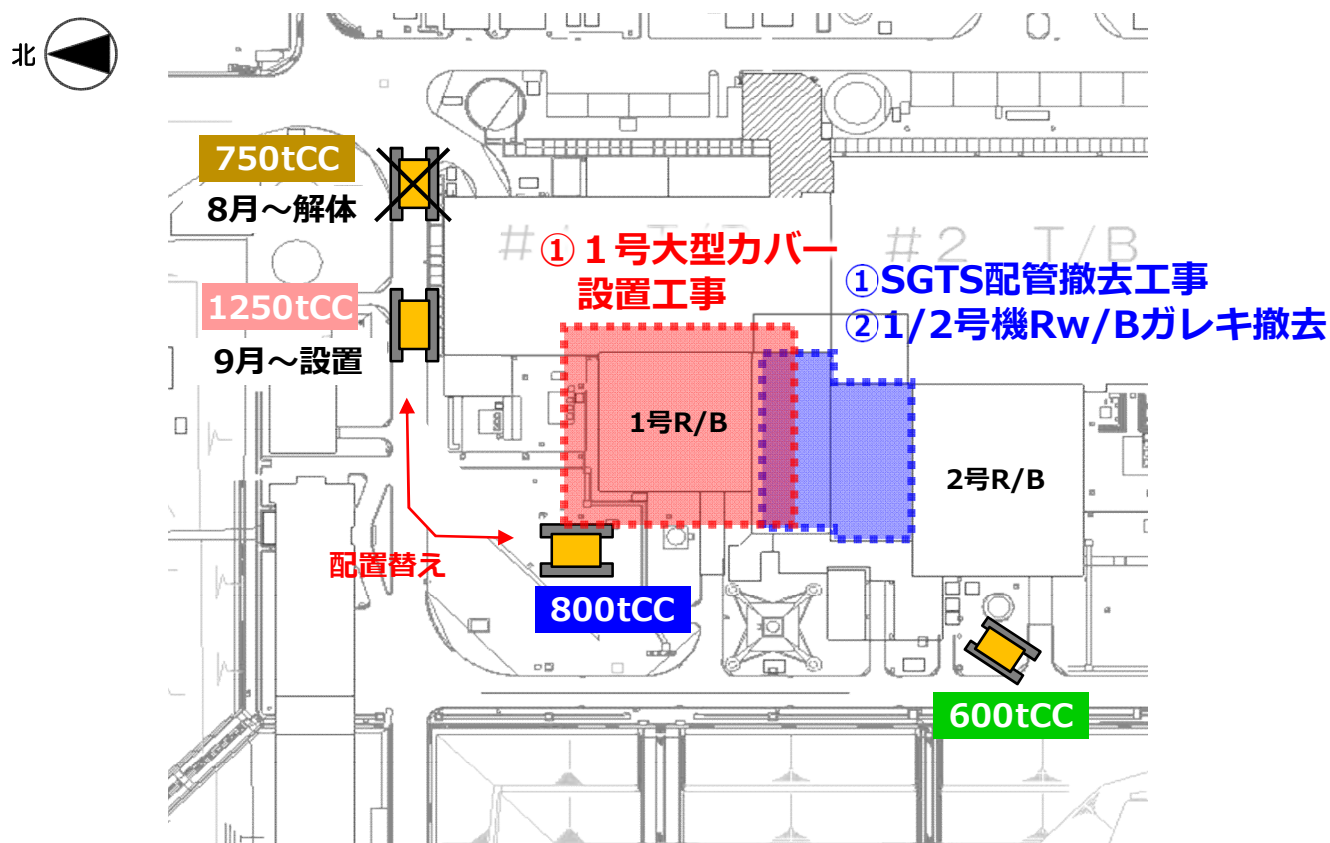 北
750tCC
8月～解体
1250tCC
9月～設置
#1 T/B
① 1号大型カバー
設置工事
#2 T/B
①SGTS配管撤去工事
②1/2号機Rw/Bガレキ撤去
1号R/B
2号R/B
配置替え
800tCC
600tCC